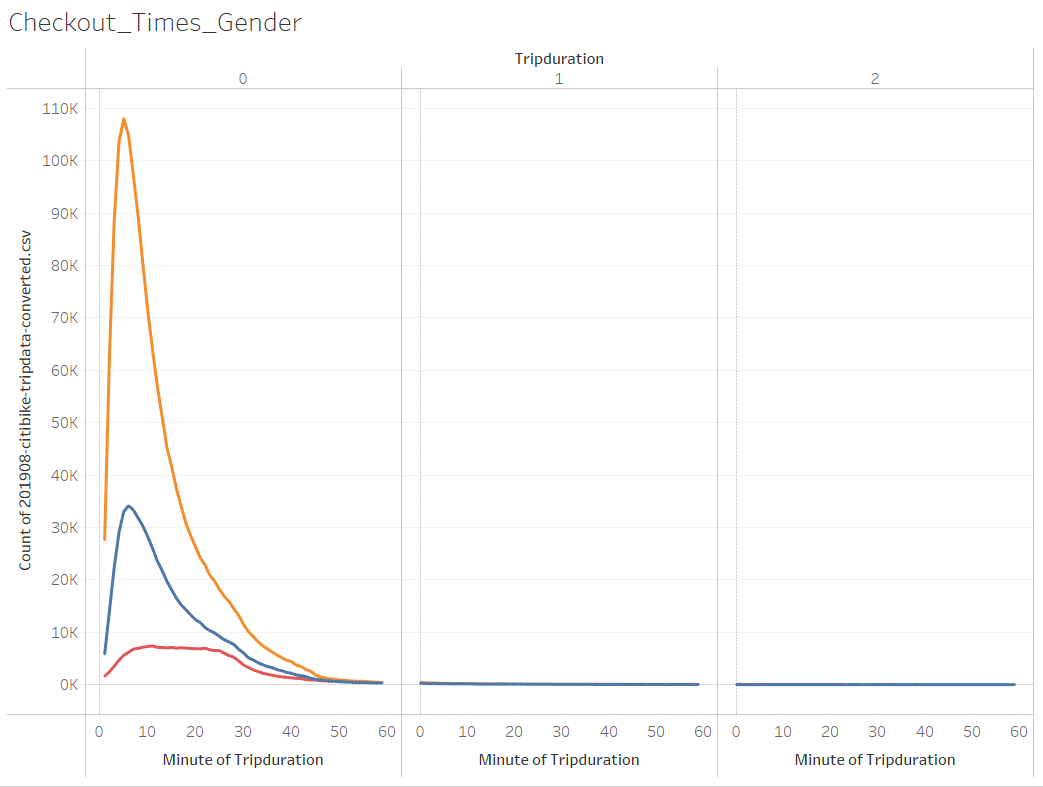 Checkout_Times_Gender
Tripduration
0 1 2
Count of 201908-citibike-tripdata-converted.csv
110K
100K
90K
80K
70K
60K
50K
40K
30K
20K
10K
0K
0 10 20 30 40 50 60 0 10 20 30 40 50 60 0 10 20 30 40 50 60
Minute of Tripduration Minute of Tripduration Minute of Tripduration